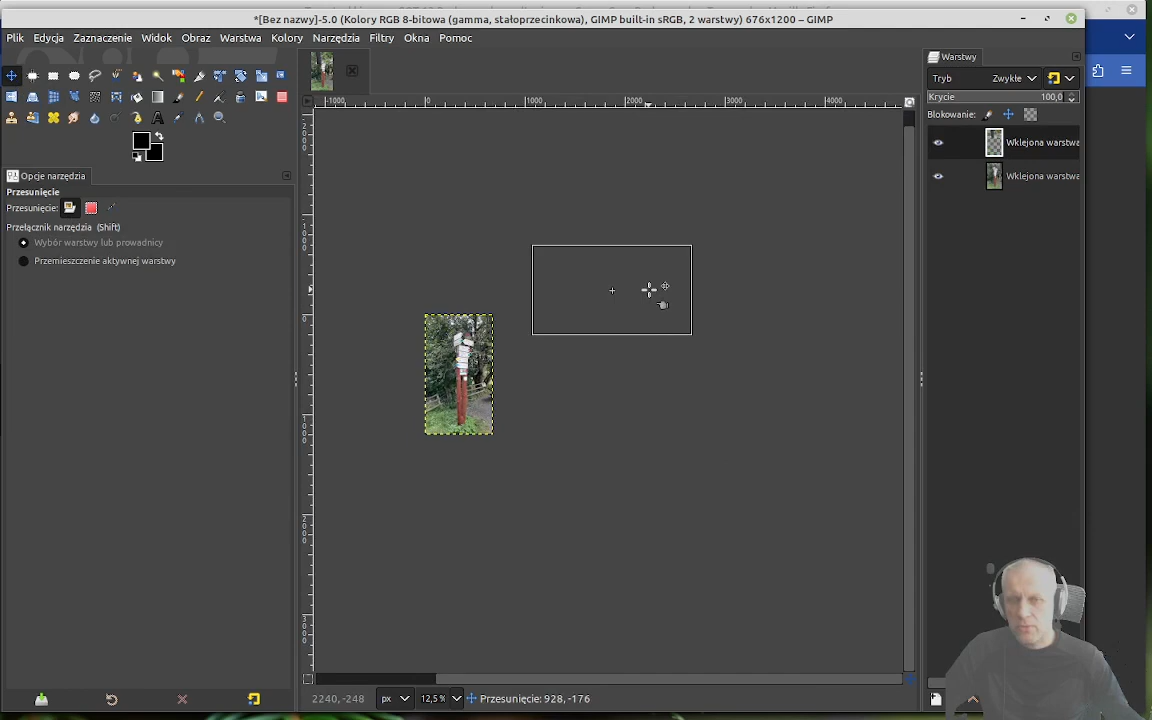 *[Bez nazwy]-5.0 (Kolory RGB 8-bitowa (gamma, stałoprzecinkowa), GIMP built-in sRGB, 2 warstwy) 676x1200 – GIMP
Plik Edycja Zaznaczenie Widok Obraz Warstwa Kolory Narzędzia Filtry Okna Pomoc
Warstwy
Tryb Zwykłe
Krycie 100,0
Blokowanie:
Wklejona warstwa
Wklejona warstwa
-1000 0 1000 2000 3000 4000
Opcje narzędzia
Przesunięcie
Przesunięcie:
Przełącznik narzędzia (Shift)
Wybór warstwy lub prowadnicy
Przemieszczenie aktywnej warstwy
2240, -248 px 12,5% Przesunięcie: 928, -176